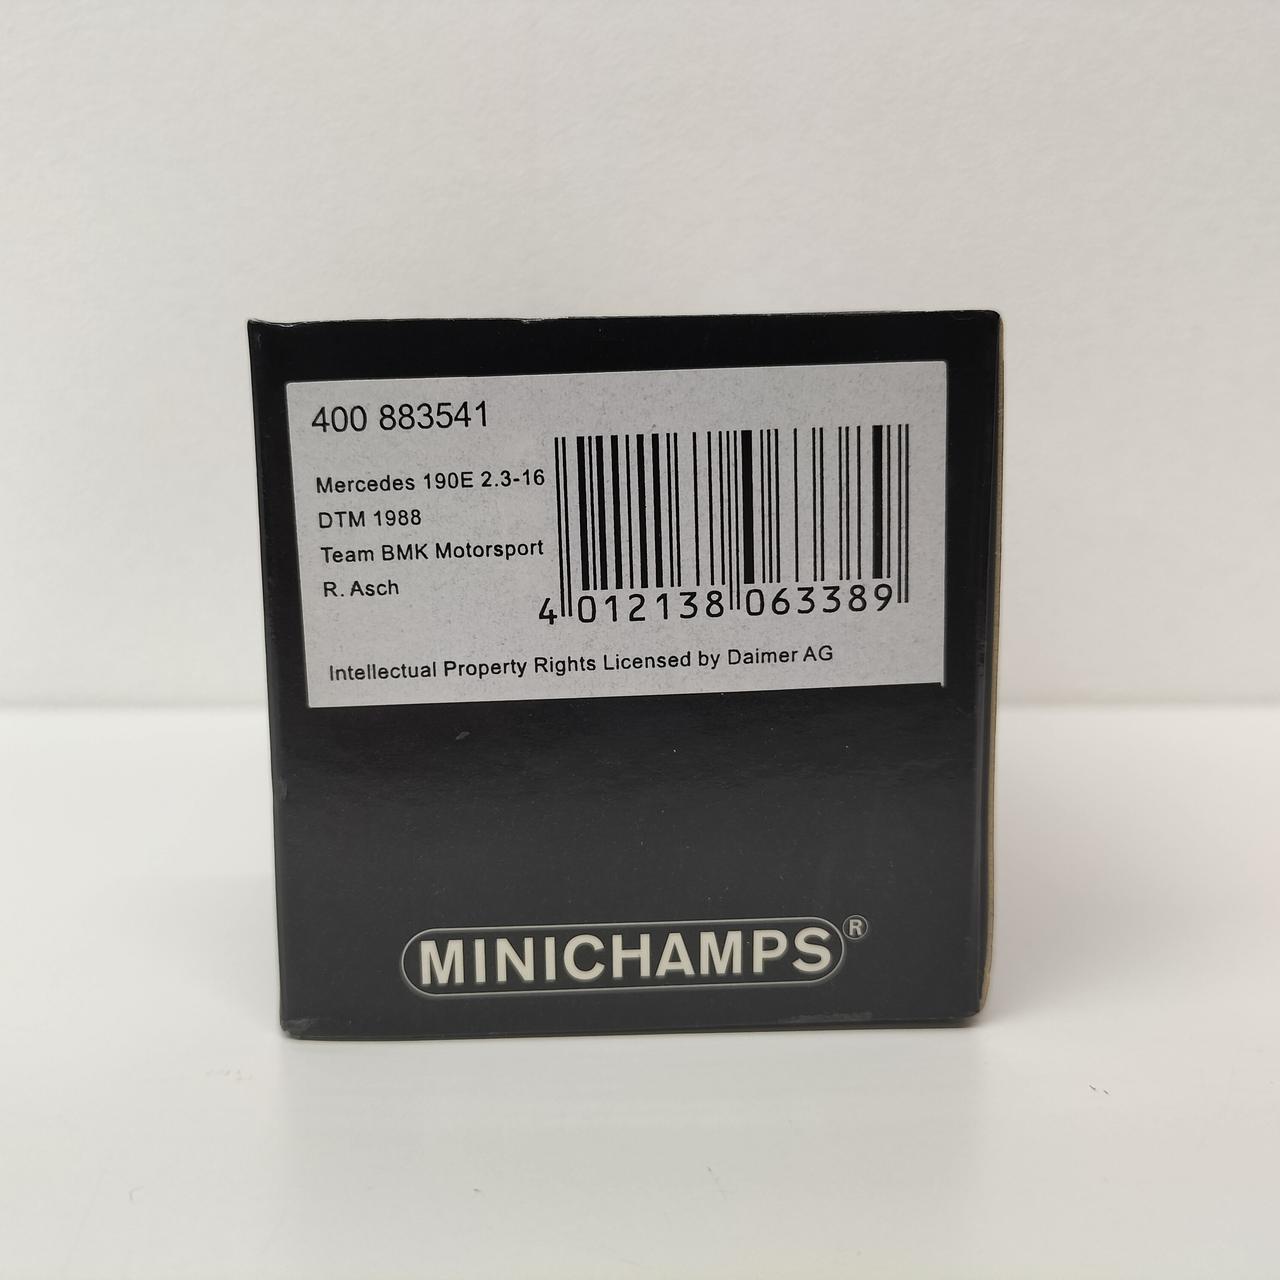 400 883541
Mercedes 190E 2.3-16
DTM 1988
Team BMK Motorsport
R. Asch
4 012138 063389
Intellectual Property Rights Licensed by Daimer AG
MINICHAMPS®